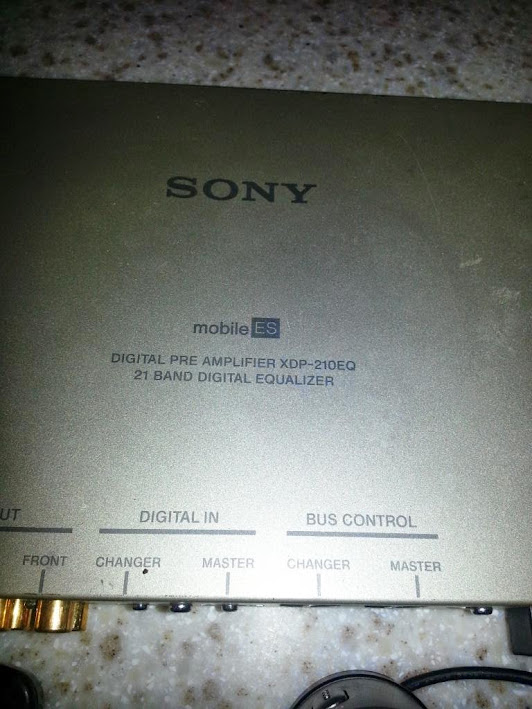 SONY
mobile ES
DIGITAL PRE AMPLIFIER XDP-210EQ
21 BAND DIGITAL EQUALIZER
UT DIGITAL IN BUS CONTROL
FRONT CHANGER MASTER CHANGER MASTER